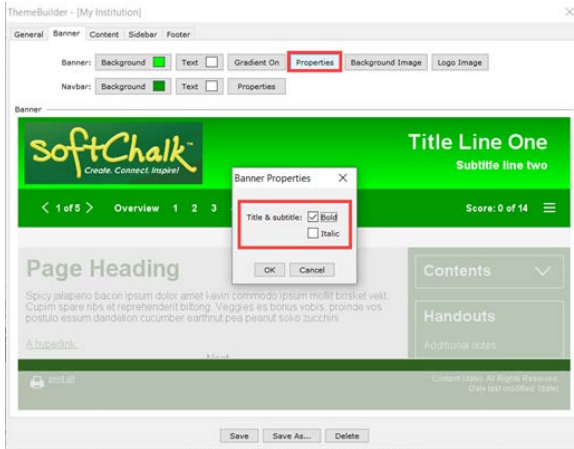 ThemeBuilder - [My Institution]
General Banner Content Sidebar Footer
Banner: Background Text Gradient On Properties Background Image Logo Image
Navbar: Background Text Properties
Banner
SoftChalk™
Create. Connect. Inspire!
Title Line One
Subtitle line two
Banner Properties
Title & subtitle: Bold
Italic
OK Cancel
< 1 of 5 > Overview 1 2 3
Score: 0 of 14
Page Heading
Spicy jalapeno bacon ipsum dolor amet kevin commodo ipsum mollit brisket velit.
Cupim spare ribs et reprehenderit biltong. Veggies es bonus vobis, proinde vos
postulo essum dandelion cucumber earthnut pea peanut soko zucchini.
A hyperlink.
Next
Contents
Handouts
Additional notes
print all
Content (date). All Rights Reserved.
Date last modified: (date)
Save Save As... Delete